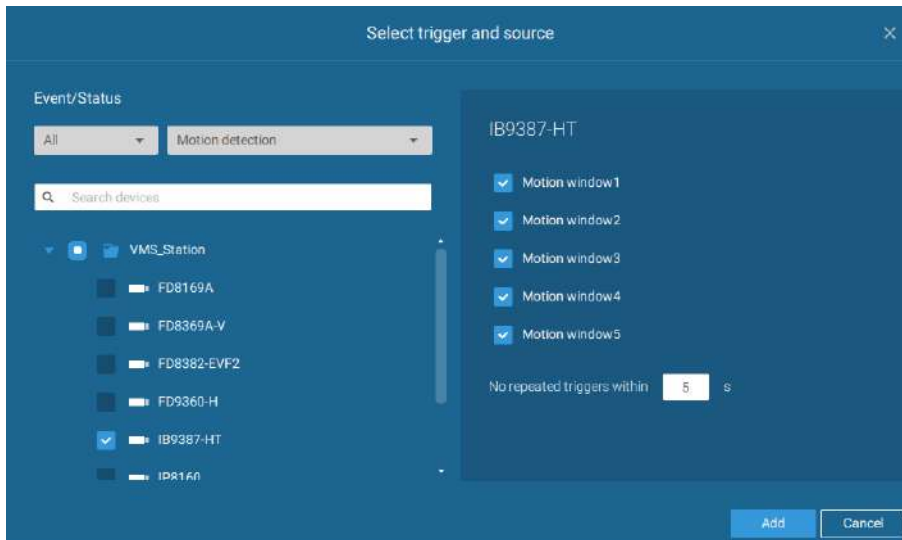 Select trigger and source
Event/Status
All
Motion detection
Search devices
VMS_Station
FD8169A
FD8369A-V
FD8382-EVF2
FD9360-H
IB9387-HT
IP8160
IB9387-HT
Motion window1
Motion window2
Motion window3
Motion window4
Motion window5
No repeated triggers within 5 s
Add
Cancel